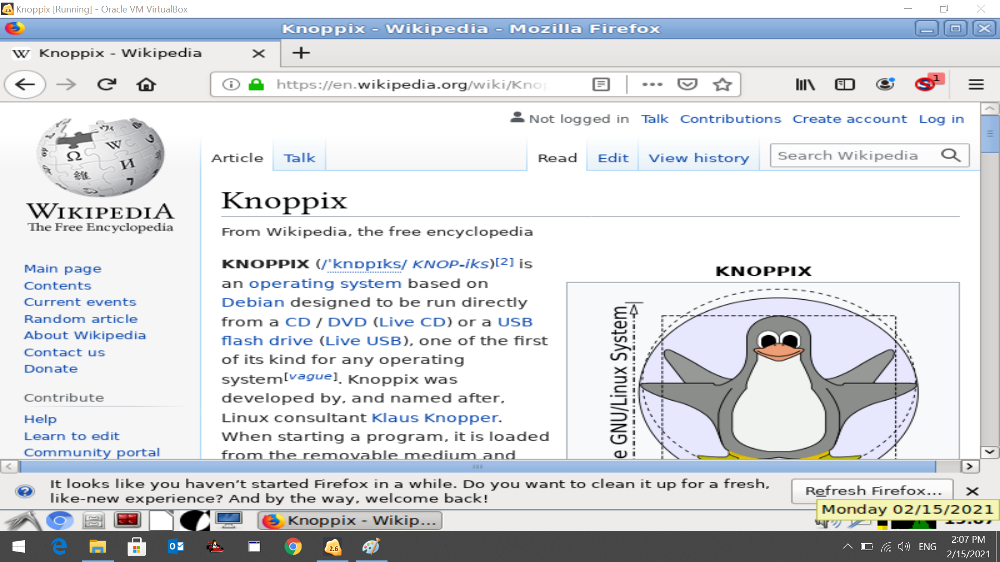 Knoppix [Running] - Oracle VM VirtualBox
Knoppix - Wikipedia - Mozilla Firefox
W Knoppix - Wikipedia
https://en.wikipedia.org/wiki/Knop
1
Not logged in Talk Contributions Create account Log in
Article Talk Read Edit View history Search Wikipedia
WIKIPEDIA
The Free Encyclopedia
Main page
Contents
Current events
Random article
About Wikipedia
Contact us
Donate
Contribute
Help
Learn to edit
Community portal
Knoppix
From Wikipedia, the free encyclopedia
KNOPPIX (/ˈknɒpɪks/ KNOP-iks)[2] is
an operating system based on
Debian designed to be run directly
from a CD / DVD (Live CD) or a USB
flash drive (Live USB), one of the first
of its kind for any operating
system[vague]. Knoppix was
developed by, and named after,
Linux consultant Klaus Knopper.
When starting a program, it is loaded
from the removable medium and
KNOPPIX
e GNU/Linux System
It looks like you haven’t started Firefox in a while. Do you want to clean it up for a fresh,
like-new experience? And by the way, welcome back!
Refresh Firefox...
Monday 02/15/2021
Knoppix - Wikip...
2.6
ENG
2:07 PM
2/15/2021